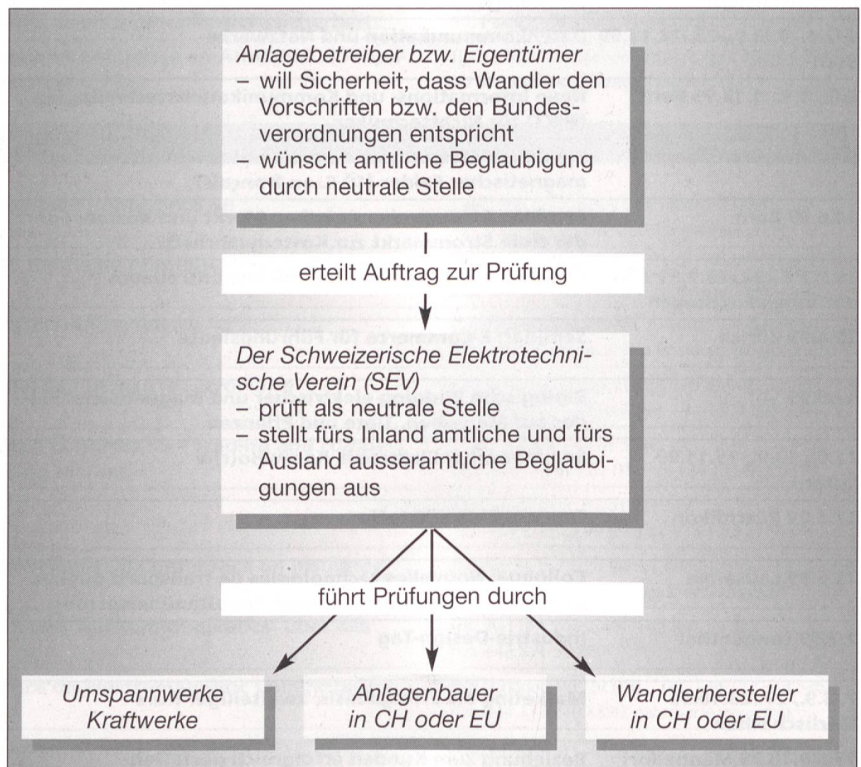 Anlagebetreiber bzw. Eigentümer
– will Sicherheit, dass Wandler den
Vorschriften bzw. den Bundes-
verordnungen entspricht
– wünscht amtliche Beglaubigung
durch neutrale Stelle
erteilt Auftrag zur Prüfung
Der Schweizerische Elektrotechni-
sche Verein (SEV)
– prüft als neutrale Stelle
– stellt fürs Inland amtliche und fürs
Ausland ausseramtliche Beglaubi-
gungen aus
führt Prüfungen durch
Umspannwerke
Kraftwerke
Anlagenbauer
in CH oder EU
Wandlerhersteller
in CH oder EU